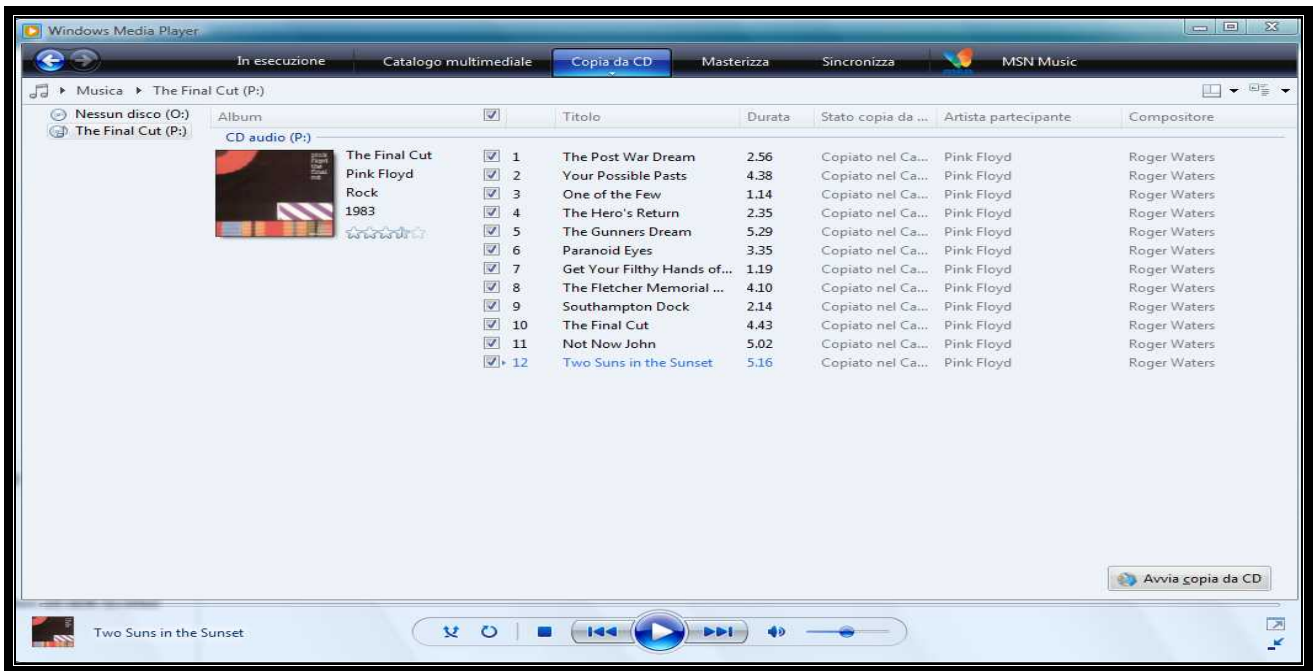 Windows Media Player
In esecuzione Catalogo multimediale Copia da CD Masterizza Sincronizza msn MSN Music
Musica The Final Cut (P:)
Nessun disco (O:)
The Final Cut (P:)
Album Titolo Durata Stato copia da ... Artista partecipante Compositore
CD audio (P:)
pink floyd the final cut
The Final Cut
Pink Floyd
Rock
1983
1 The Post War Dream 2.56 Copiato nel Ca... Pink Floyd Roger Waters
2 Your Possible Pasts 4.38 Copiato nel Ca... Pink Floyd Roger Waters
3 One of the Few 1.14 Copiato nel Ca... Pink Floyd Roger Waters
4 The Hero's Return 2.35 Copiato nel Ca... Pink Floyd Roger Waters
5 The Gunners Dream 5.29 Copiato nel Ca... Pink Floyd Roger Waters
6 Paranoid Eyes 3.35 Copiato nel Ca... Pink Floyd Roger Waters
7 Get Your Filthy Hands of... 1.19 Copiato nel Ca... Pink Floyd Roger Waters
8 The Fletcher Memorial ... 4.10 Copiato nel Ca... Pink Floyd Roger Waters
9 Southampton Dock 2.14 Copiato nel Ca... Pink Floyd Roger Waters
10 The Final Cut 4.43 Copiato nel Ca... Pink Floyd Roger Waters
11 Not Now John 5.02 Copiato nel Ca... Pink Floyd Roger Waters
12 Two Suns in the Sunset 5.16 Copiato nel Ca... Pink Floyd Roger Waters
Avvia copia da CD
Two Suns in the Sunset